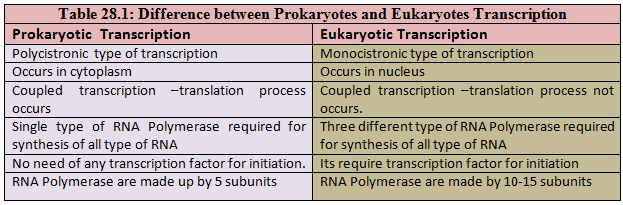 Table 28.1: Difference between Prokaryotes and Eukaryotes Transcription
Prokaryotic Transcription
Eukaryotic Transcription
Polycistronic type of transcription
Monocistronic type of transcription
Occurs in cytoplasm
Occurs in nucleus
Coupled transcription –translation process
occurs
Coupled transcription –translation process not
occurs.
Single type of RNA Polymerase required for
synthesis of all type of RNA
Three different type of RNA Polymerase required
for synthesis of all type of RNA
No need of any transcription factor for initiation.
Its require transcription factor for initiation
RNA Polymerase are made up by 5 subunits
RNA Polymerase are made by 10-15 subunits